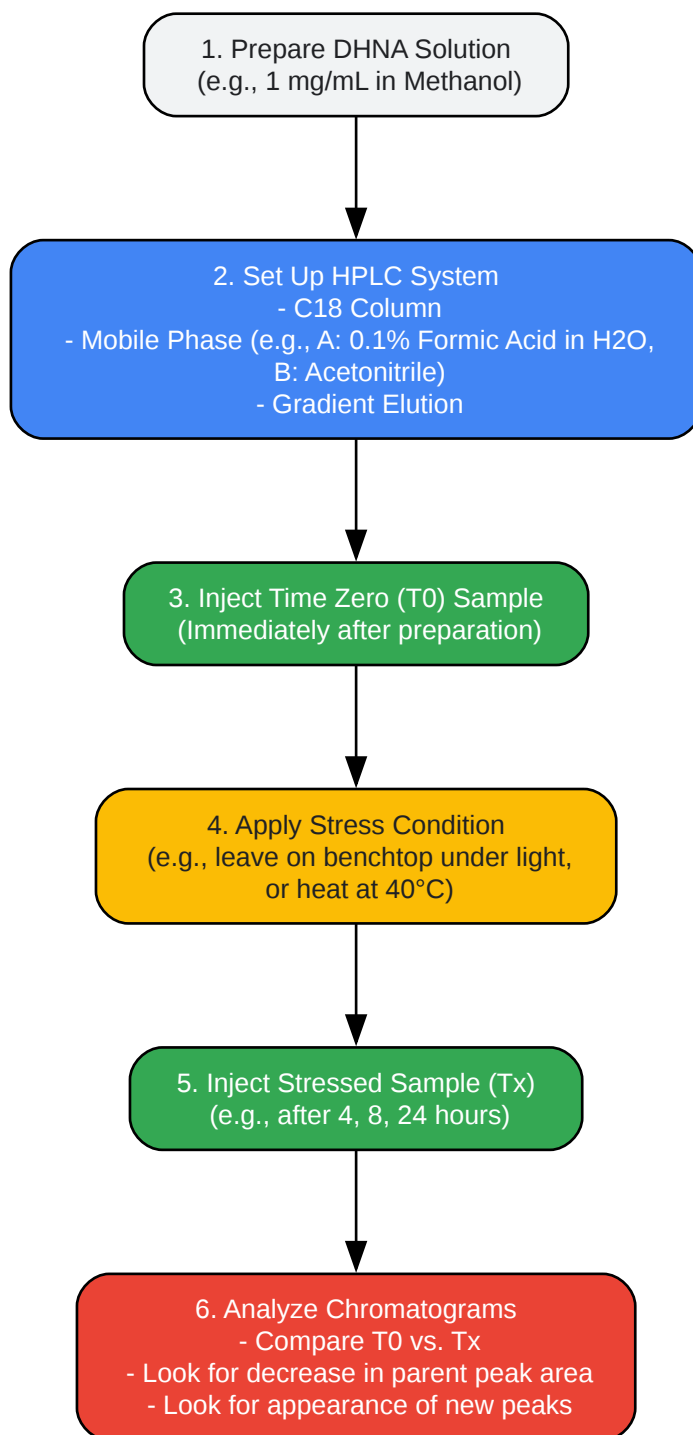 1. Prepare DHNA Solution
(e.g., 1 mg/mL in Methanol)
2. Set Up HPLC System
- C18 Column
- Mobile Phase (e.g., A: 0.1% Formic Acid in H2O,
B: Acetonitrile)
- Gradient Elution
3. Inject Time Zero (T0) Sample
(Immediately after preparation)
4. Apply Stress Condition
(e.g., leave on benchtop under light,
or heat at 40°C)
5. Inject Stressed Sample (Tx)
(e.g., after 4, 8, 24 hours)
6. Analyze Chromatograms
- Compare T0 vs. Tx
- Look for decrease in parent peak area
- Look for appearance of new peaks